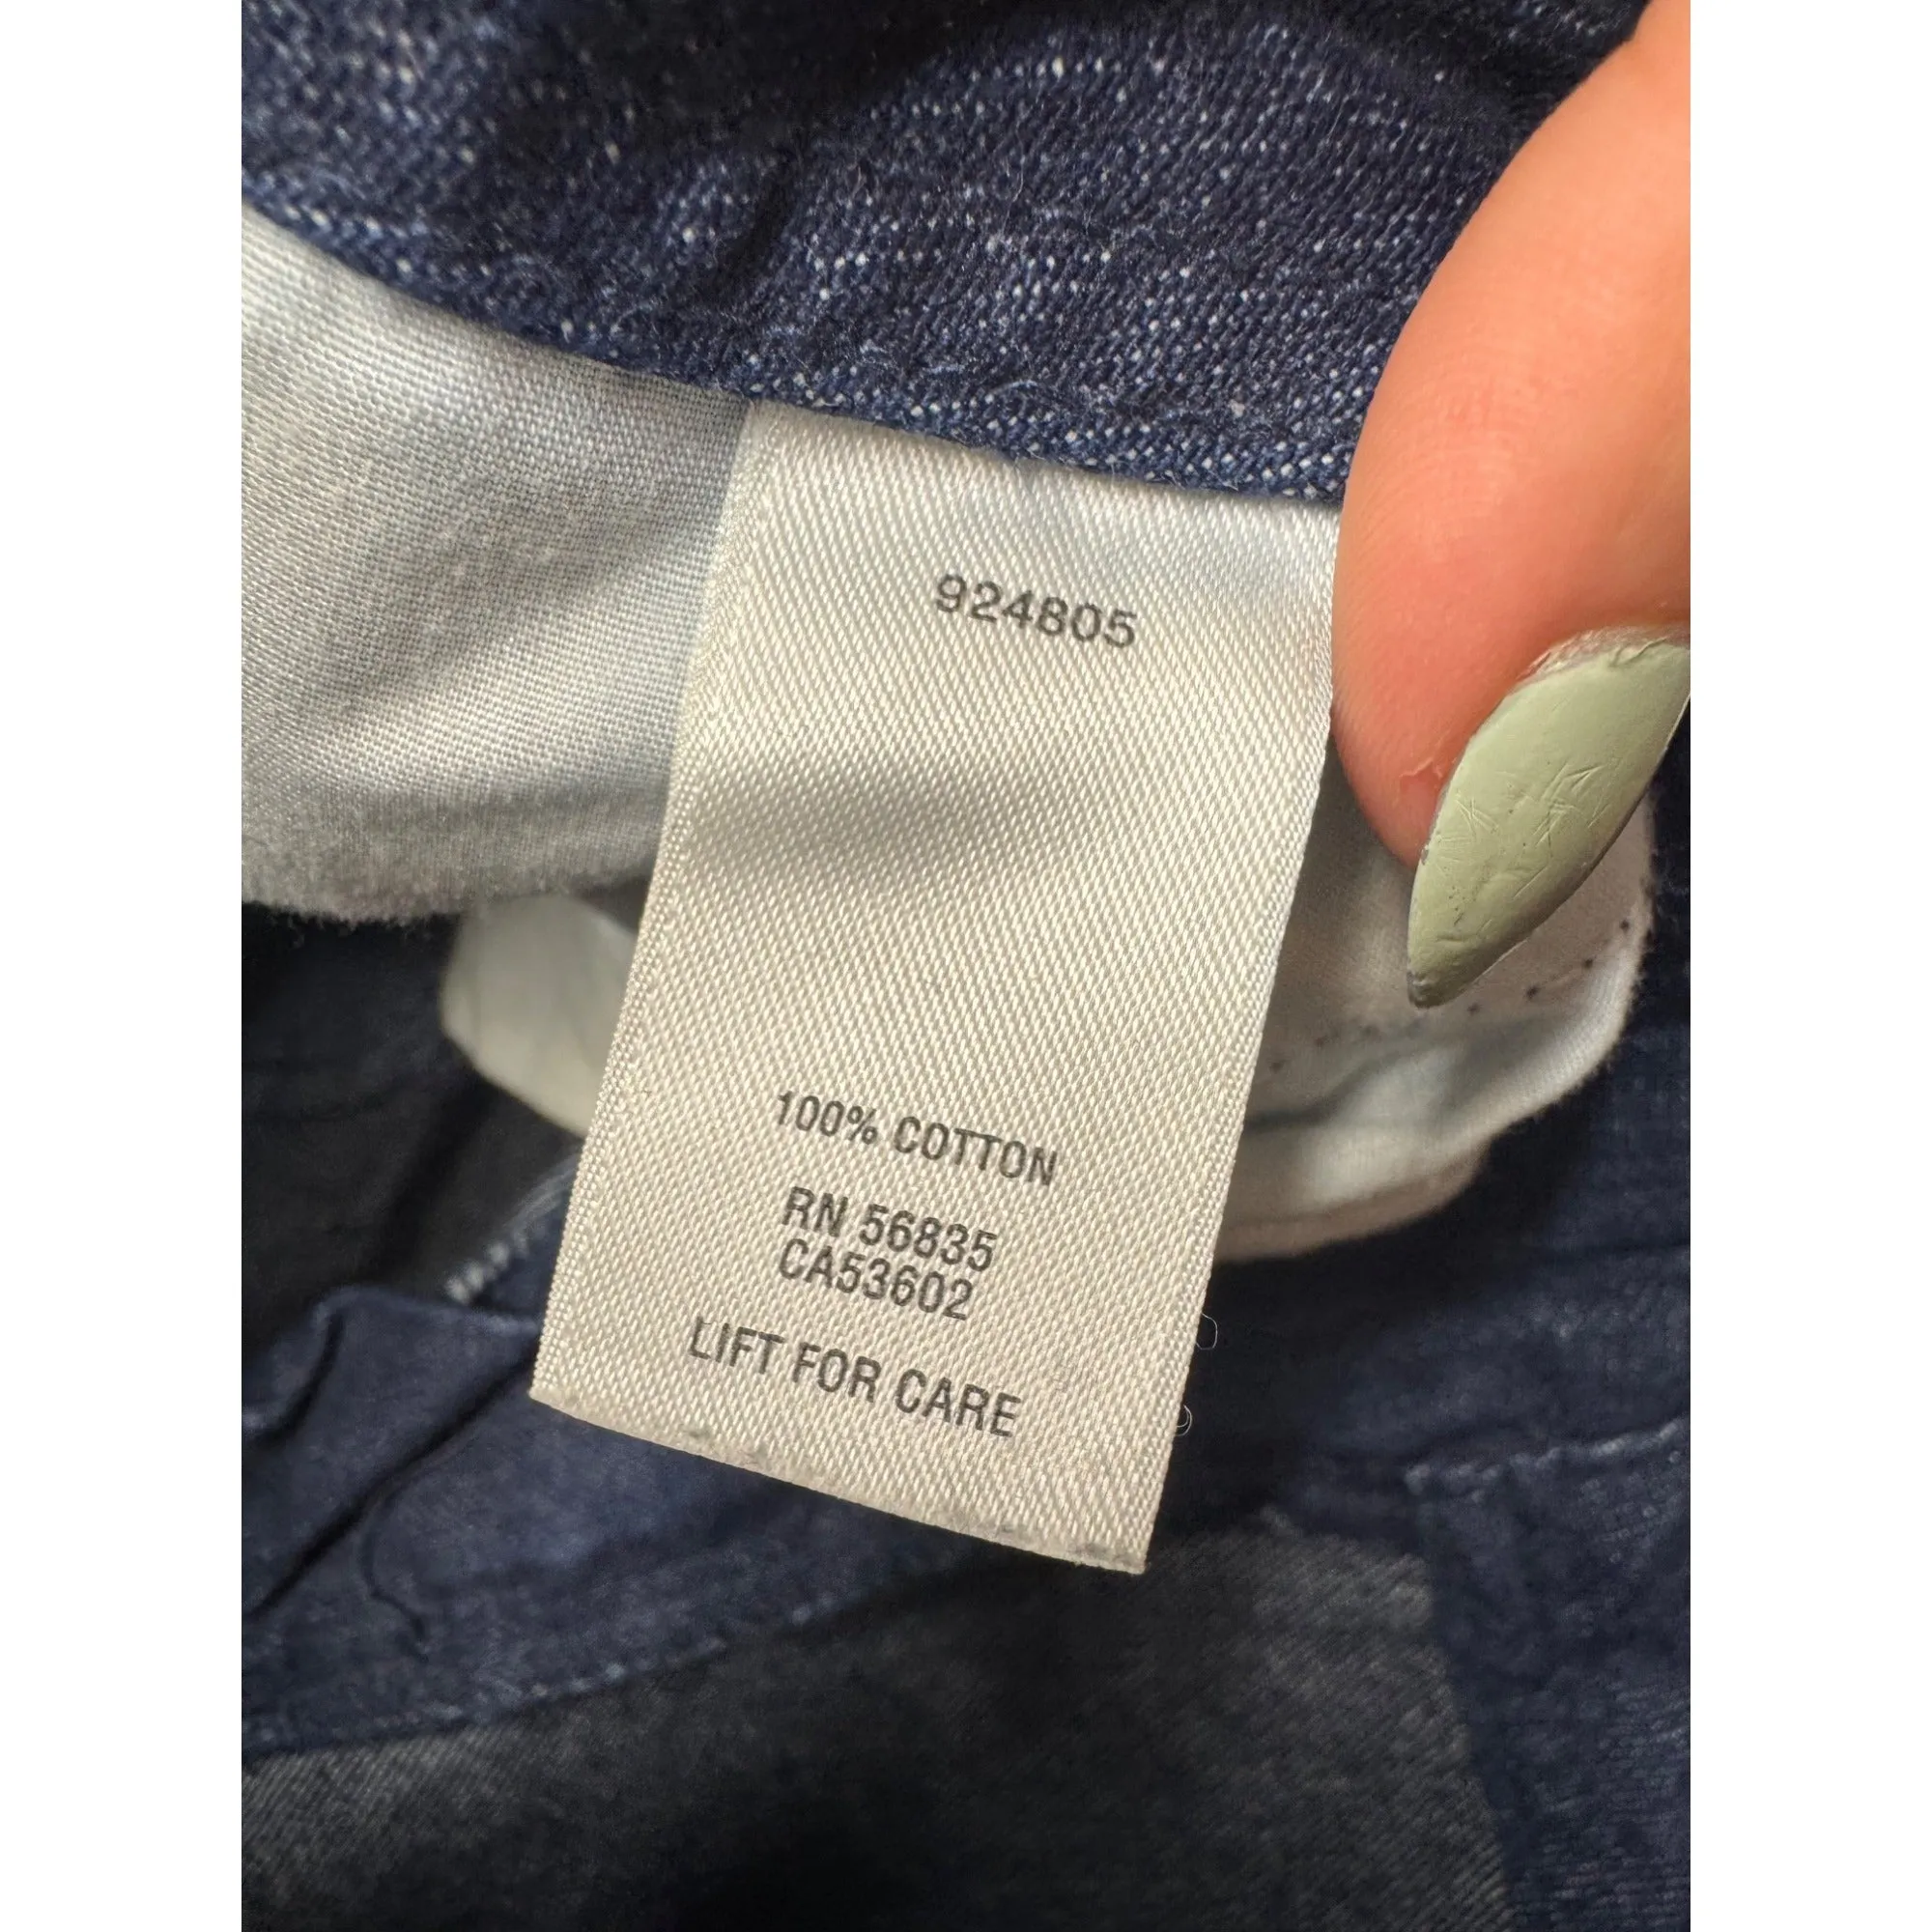 924805
100% COTTON
RN 56835
CA53602
LIFT FOR CARE